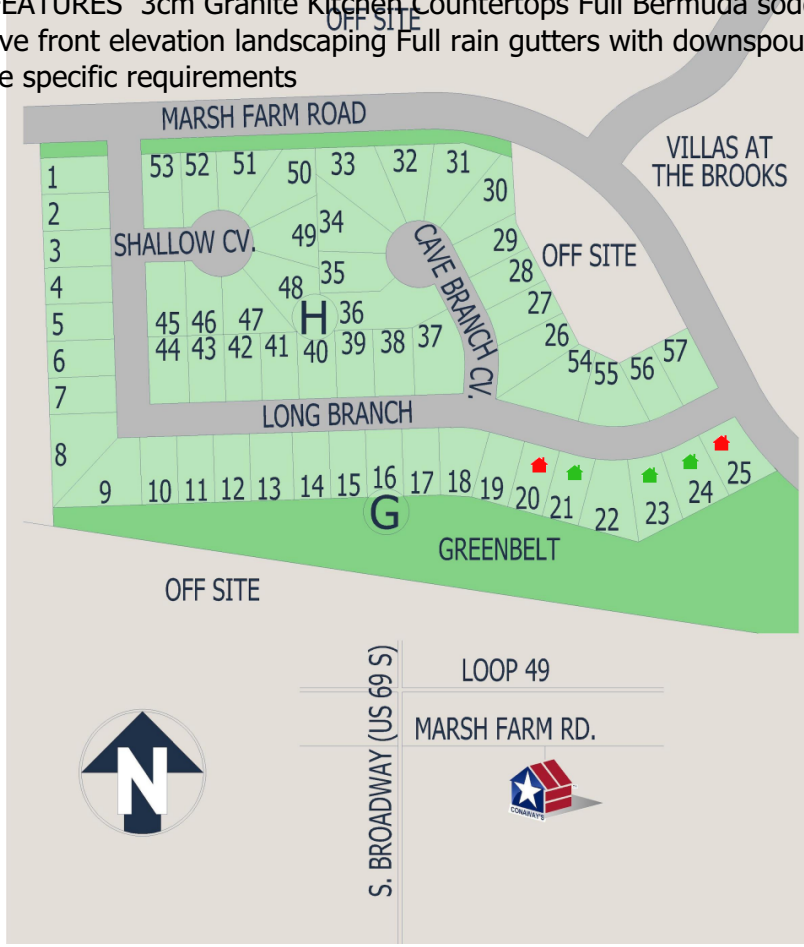 FEATURES 3cm Granite Kitchen Countertops Full Bermuda sod
OFF SITE
ve front elevation landscaping Full rain gutters with downspou
e specific requirements
MARSH FARM ROAD
VILLAS AT
THE BROOKS
53 52 51 50 33 32 31
1
30
2
34
49
29
3
SHALLOW CV.
CAVE BRANCH CV.
OFF SITE
35
28
4
48
27
5
45 46 47
H
36
26
44 43 42 41 40 39 38 37
6
54 55 56 57
7
LONG BRANCH
8
9 10 11 12 13 14 15 16 17 18 19 20 21 22 23 24 25
G
GREENBELT
OFF SITE
LOOP 49
S. BROADWAY (US 69 S)
MARSH FARM RD.
N
CONAWAY'S